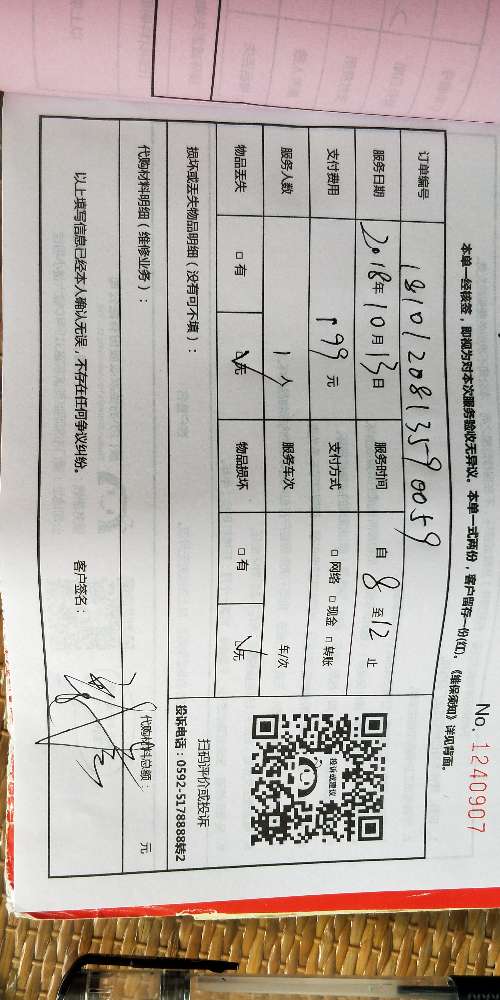 No. 1240907
本单一经核签，即视为对本次服务验收无异议。本单一式两份，客户留存一份(红)。《维保须知》详见背面。
订单编号 1810120813590059
服务日期 2018年10月13日 服务时间 自 8 至 12 止
支付费用 199 元 支付方式 □ 网络 □ 现金 □ 转账
服务人数 1 人 服务车次 车/次
物品丢失 □ 有 □ 无 物品损坏 □ 有 □ 无
损坏或丢失物品明细（没有可不填）：
投诉或建议
扫码评价或投诉
投诉电话：0592-5178888转2
代购材料明细（维修业务）： 代购材料总额： 元
以上填写信息已经本人确认无误，不存在任何争议纠纷。 客户签名：